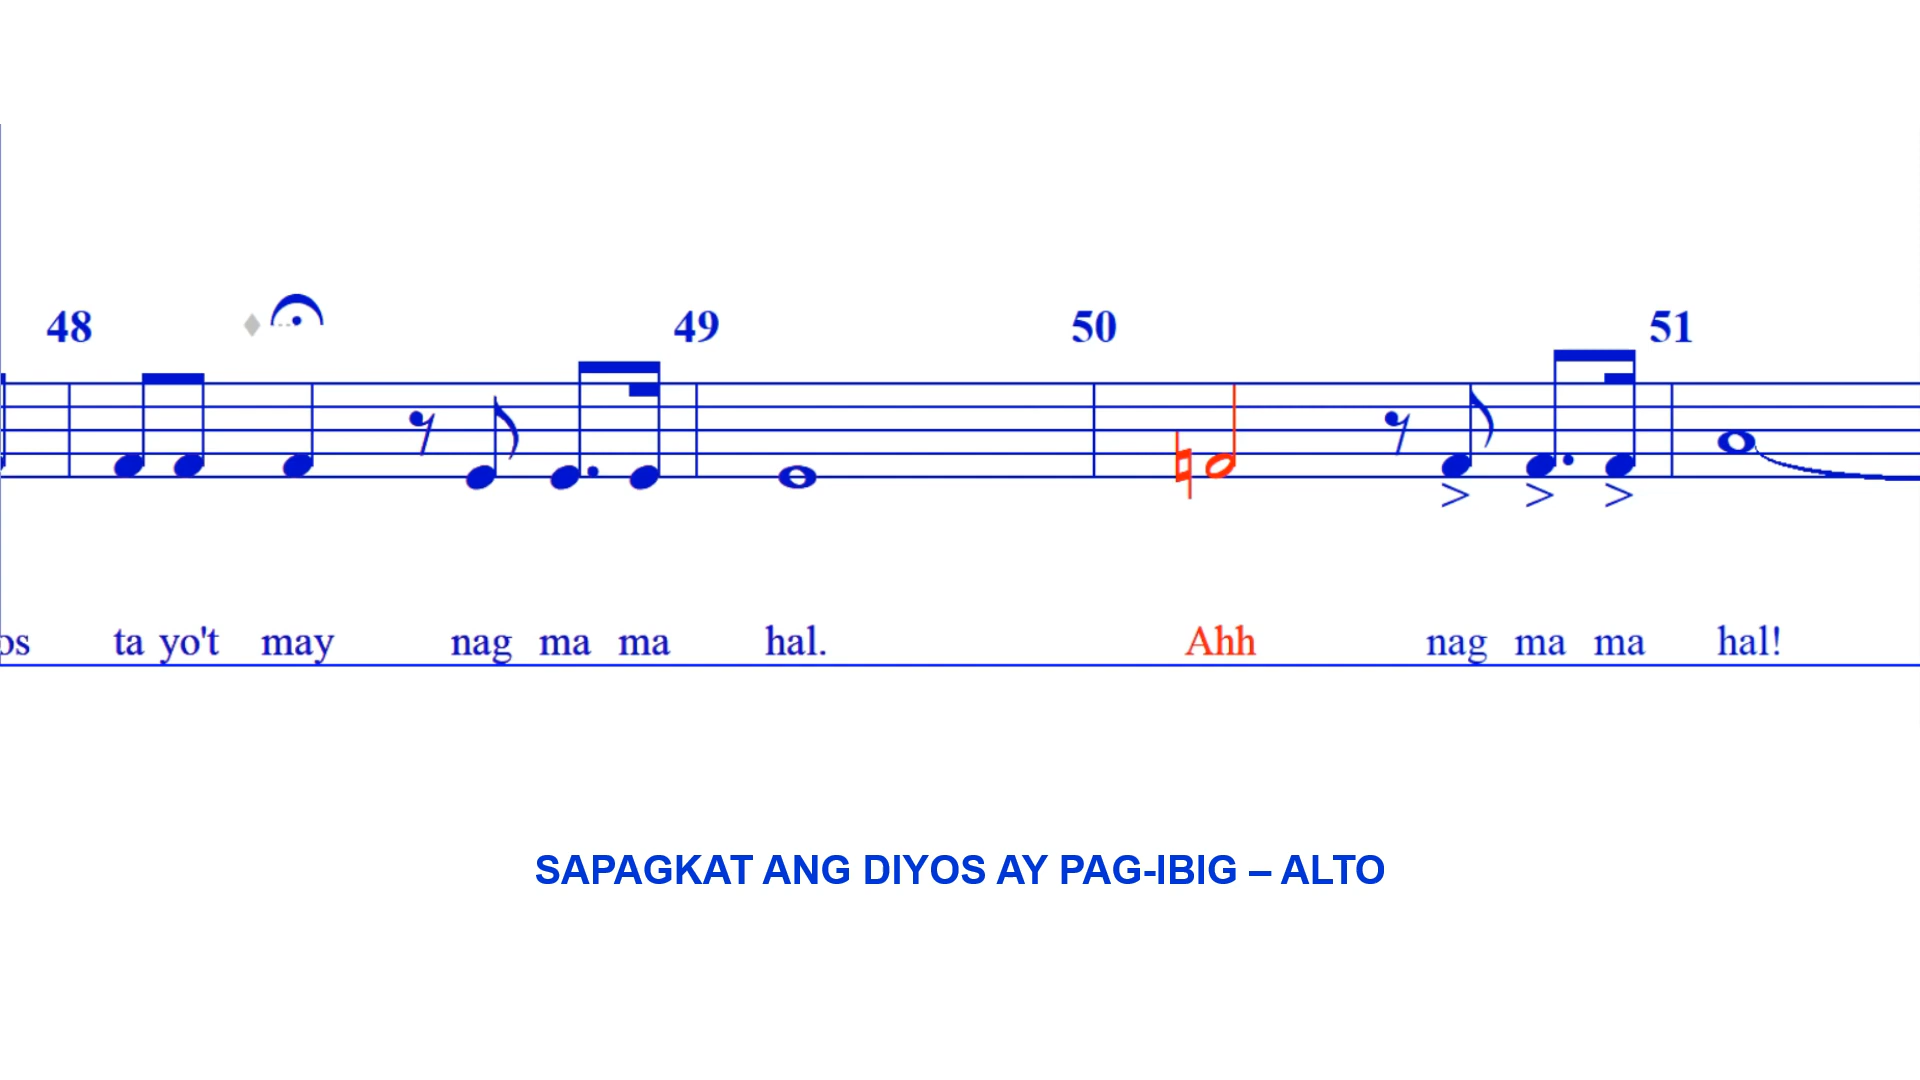 48 49 50 51
os ta yo't may nag ma ma hal. Ahh nag ma ma hal!
SAPAGKAT ANG DIYOS AY PAG-IBIG – ALTO